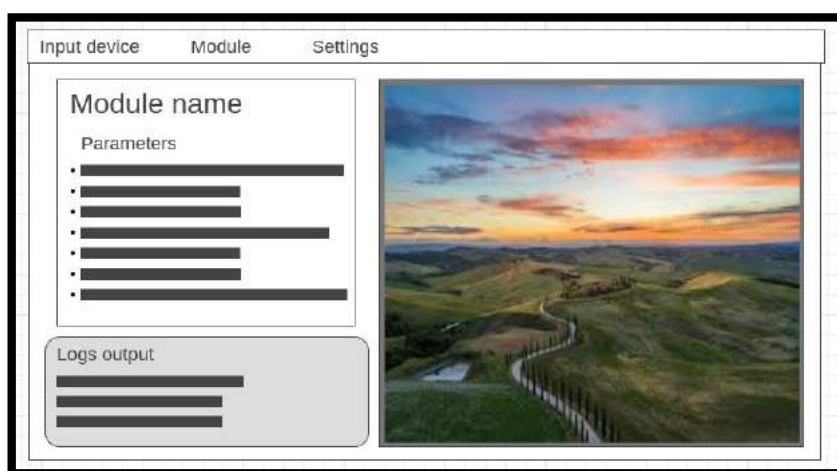 Input device Module Settings
Module name
Parameters
Logs output